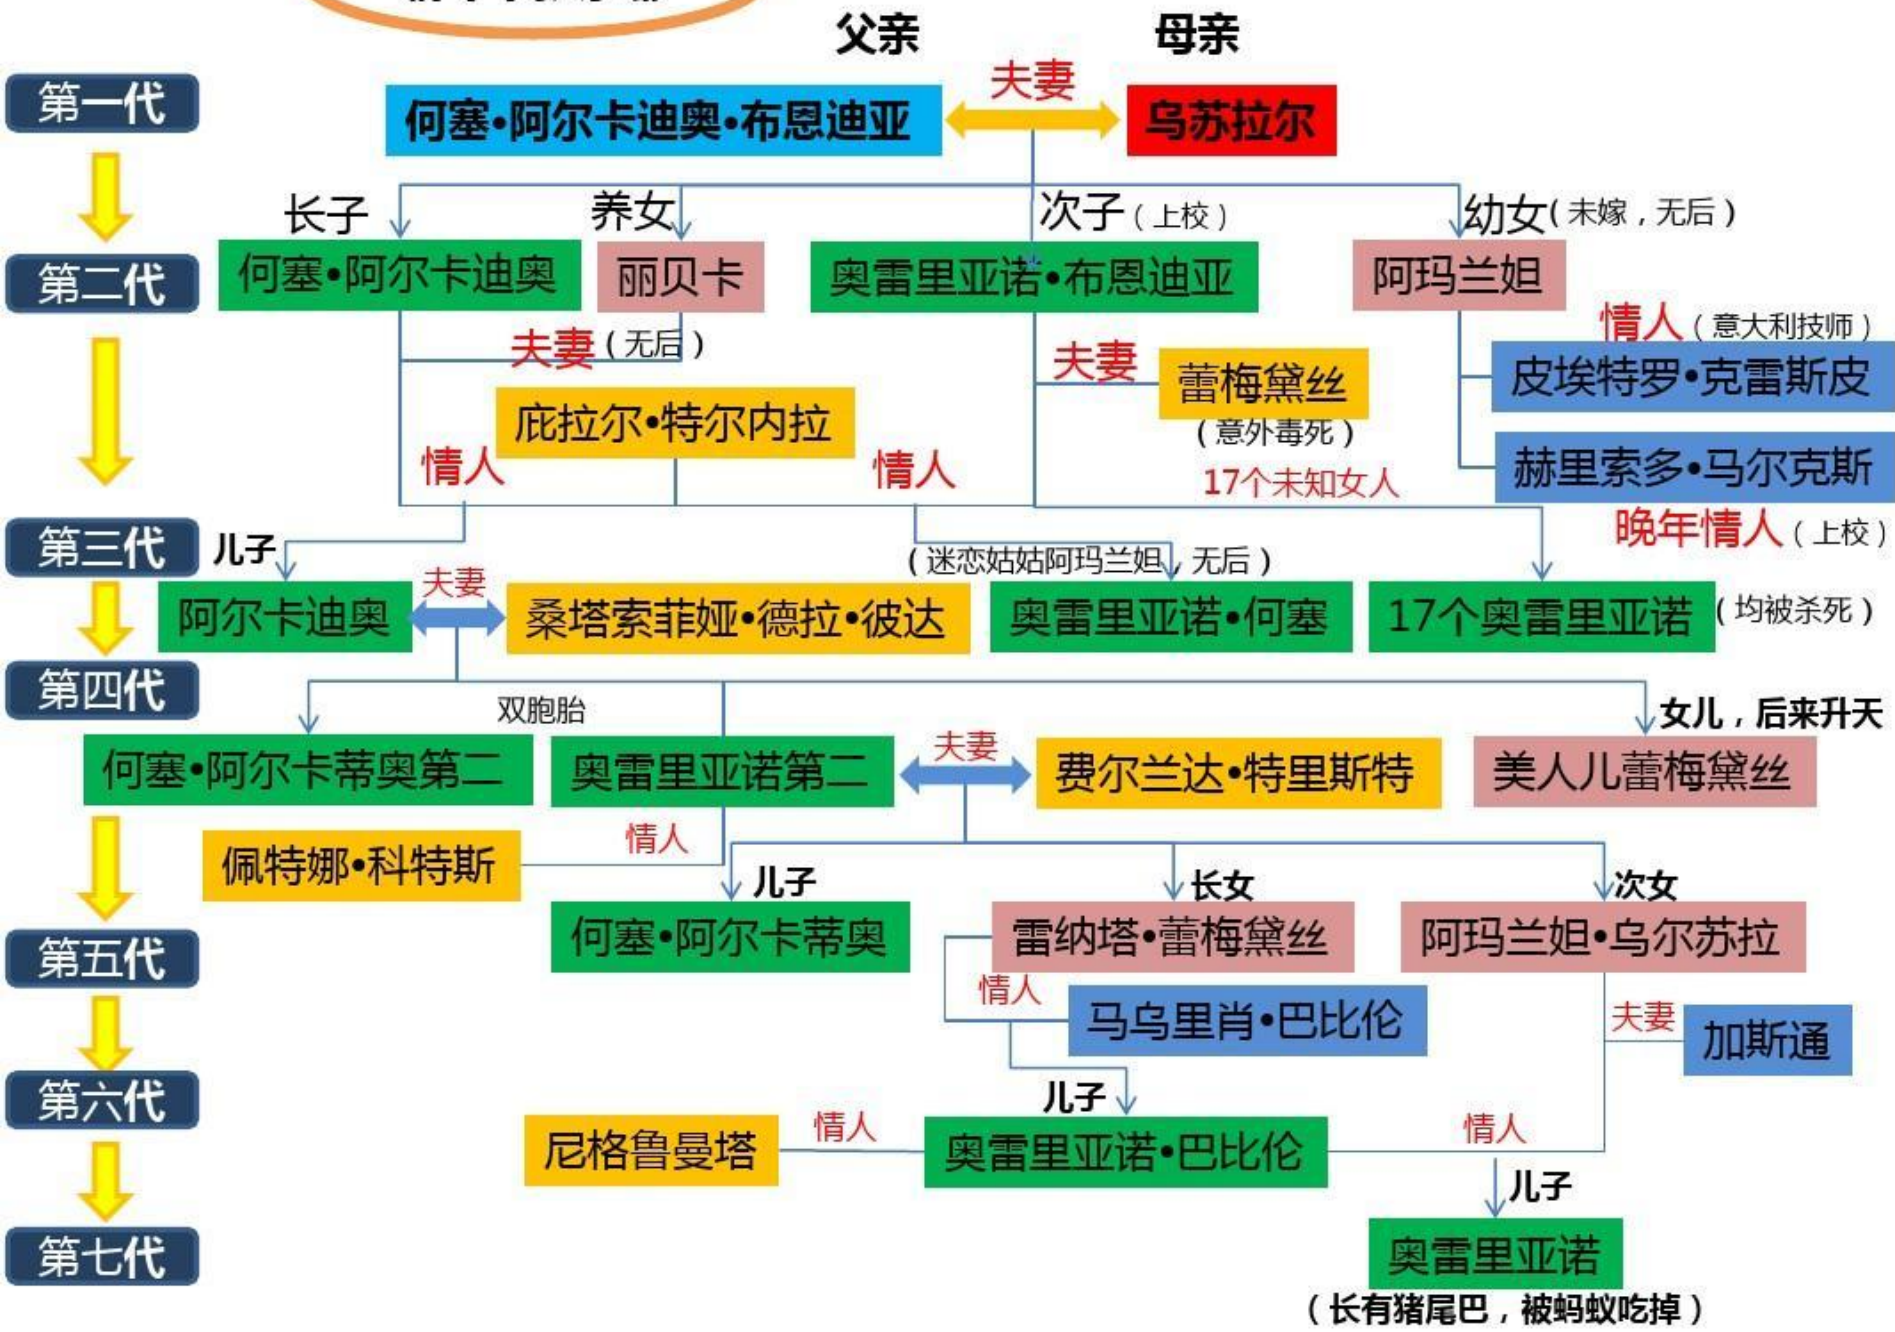 父亲
母亲
第一代
何塞•阿尔卡迪奥•布恩迪亚
夫妻
乌苏拉尔
长子
养女
次子（上校）
幼女（未嫁，无后）
第二代
何塞•阿尔卡迪奥
丽贝卡
奥雷里亚诺•布恩迪亚
阿玛兰妲
夫妻（无后）
夫妻
蕾梅黛丝
（意外毒死）
情人（意大利技师）
皮埃特罗•克雷斯皮
庇拉尔•特尔内拉
情人
情人
17个未知女人
赫里索多•马尔克斯
晚年情人（上校）
第三代
儿子
（迷恋姑姑阿玛兰妲，无后）
阿尔卡迪奥
夫妻
桑塔索菲娅•德拉•彼达
奥雷里亚诺•何塞
17个奥雷里亚诺
（均被杀死）
第四代
双胞胎
女儿，后来升天
何塞•阿尔卡蒂奥第二
奥雷里亚诺第二
夫妻
费尔兰达•特里斯特
美人儿蕾梅黛丝
佩特娜•科特斯
情人
儿子
长女
次女
第五代
何塞•阿尔卡蒂奥
雷纳塔•蕾梅黛丝
阿玛兰妲•乌尔苏拉
情人
马乌里肖•巴比伦
夫妻
加斯通
第六代
儿子
尼格鲁曼塔
情人
奥雷里亚诺•巴比伦
情人
儿子
第七代
奥雷里亚诺
（长有猪尾巴，被蚂蚁吃掉）